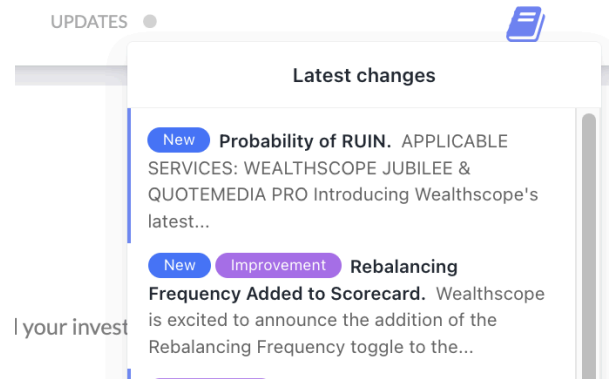 UPDATES
Latest changes
New Probability of RUIN. APPLICABLE
SERVICES: WEALTHSCOPE JUBILEE &
QUOTEMEDIA PRO Introducing Wealthscope's
latest...
New Improvement Rebalancing
Frequency Added to Scorecard. Wealthscope
is excited to announce the addition of the
Rebalancing Frequency toggle to the...
your invest